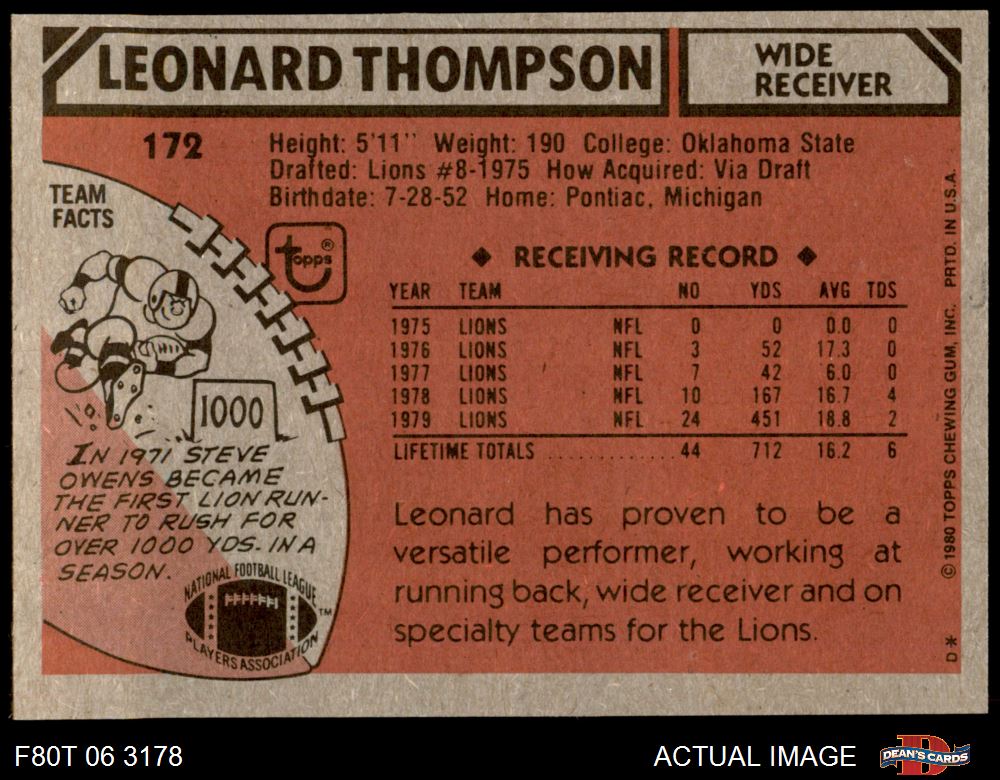 LEONARD THOMPSON
WIDE
RECEIVER
172
Height: 5'11" Weight: 190 College: Oklahoma State
Drafted: Lions #8-1975 How Acquired: Via Draft
Birthdate: 7-28-52 Home: Pontiac, Michigan
TEAM
FACTS
topps®
◆ RECEIVING RECORD ◆
YEAR TEAM NO YDS AVG TDS
1975 LIONS NFL 0 0 0.0 0
1976 LIONS NFL 3 52 17.3 0
1977 LIONS NFL 7 42 6.0 0
1978 LIONS NFL 10 167 16.7 4
1979 LIONS NFL 24 451 18.8 2
LIFETIME TOTALS .............. 44 712 16.2 6
1000
IN 1971 STEVE
OWENS BECAME
THE FIRST LION RUN-
NER TO RUSH FOR
OVER 1000 YDS. IN A
SEASON.
NATIONAL FOOTBALL LEAGUE
PLAYERS ASSOCIATION
™
Leonard has proven to be a
versatile performer, working at
running back, wide receiver and on
specialty teams for the Lions.
©1980 TOPPS CHEWING GUM, INC. PRTD. IN U.S.A.
D*
F80T 06 3178
ACTUAL IMAGE
DEAN'S CARDS